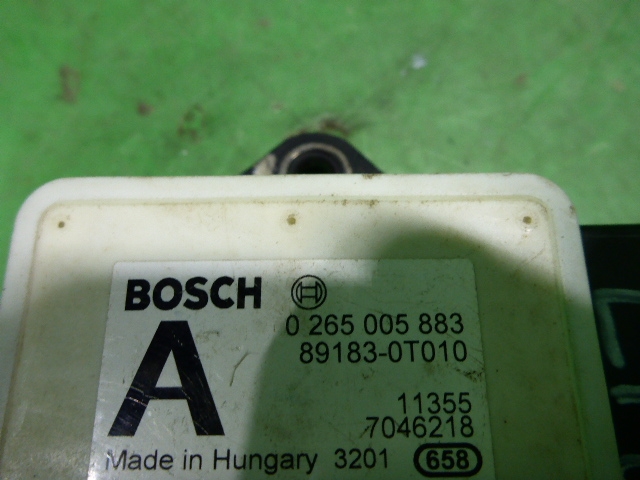 BOSCH
0 265 005 883
A
89183-0T010
11355
7046218
Made in Hungary 3201 658